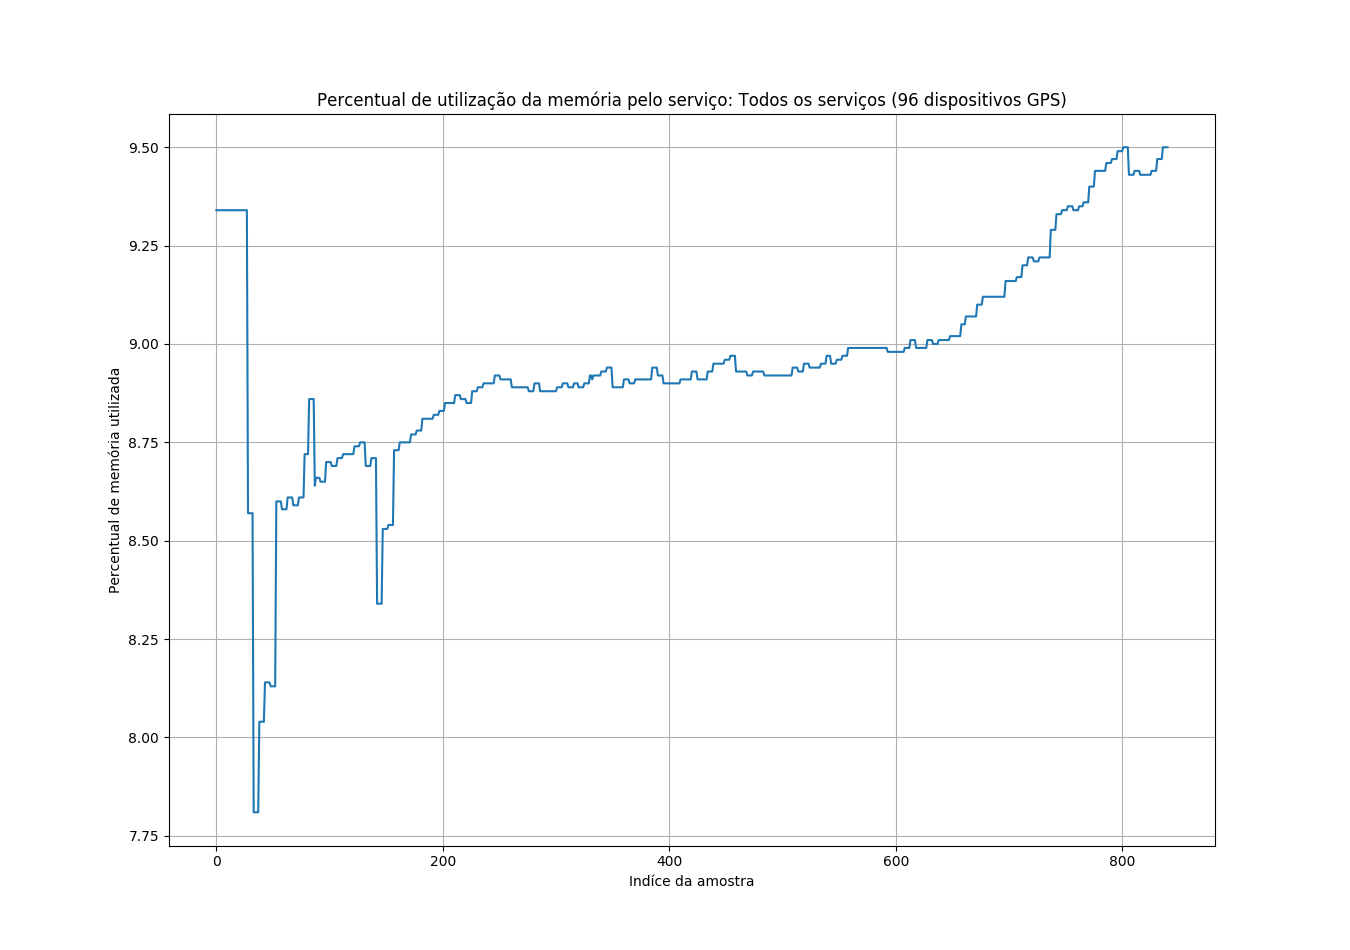 Percentual de utilização da memória pelo serviço: Todos os serviços (96 dispositivos GPS)
9.50
9.25
9.00
8.75
8.50
8.25
8.00
7.75
Percentual de memória utilizada
0 200 400 600 800
Indíce da amostra